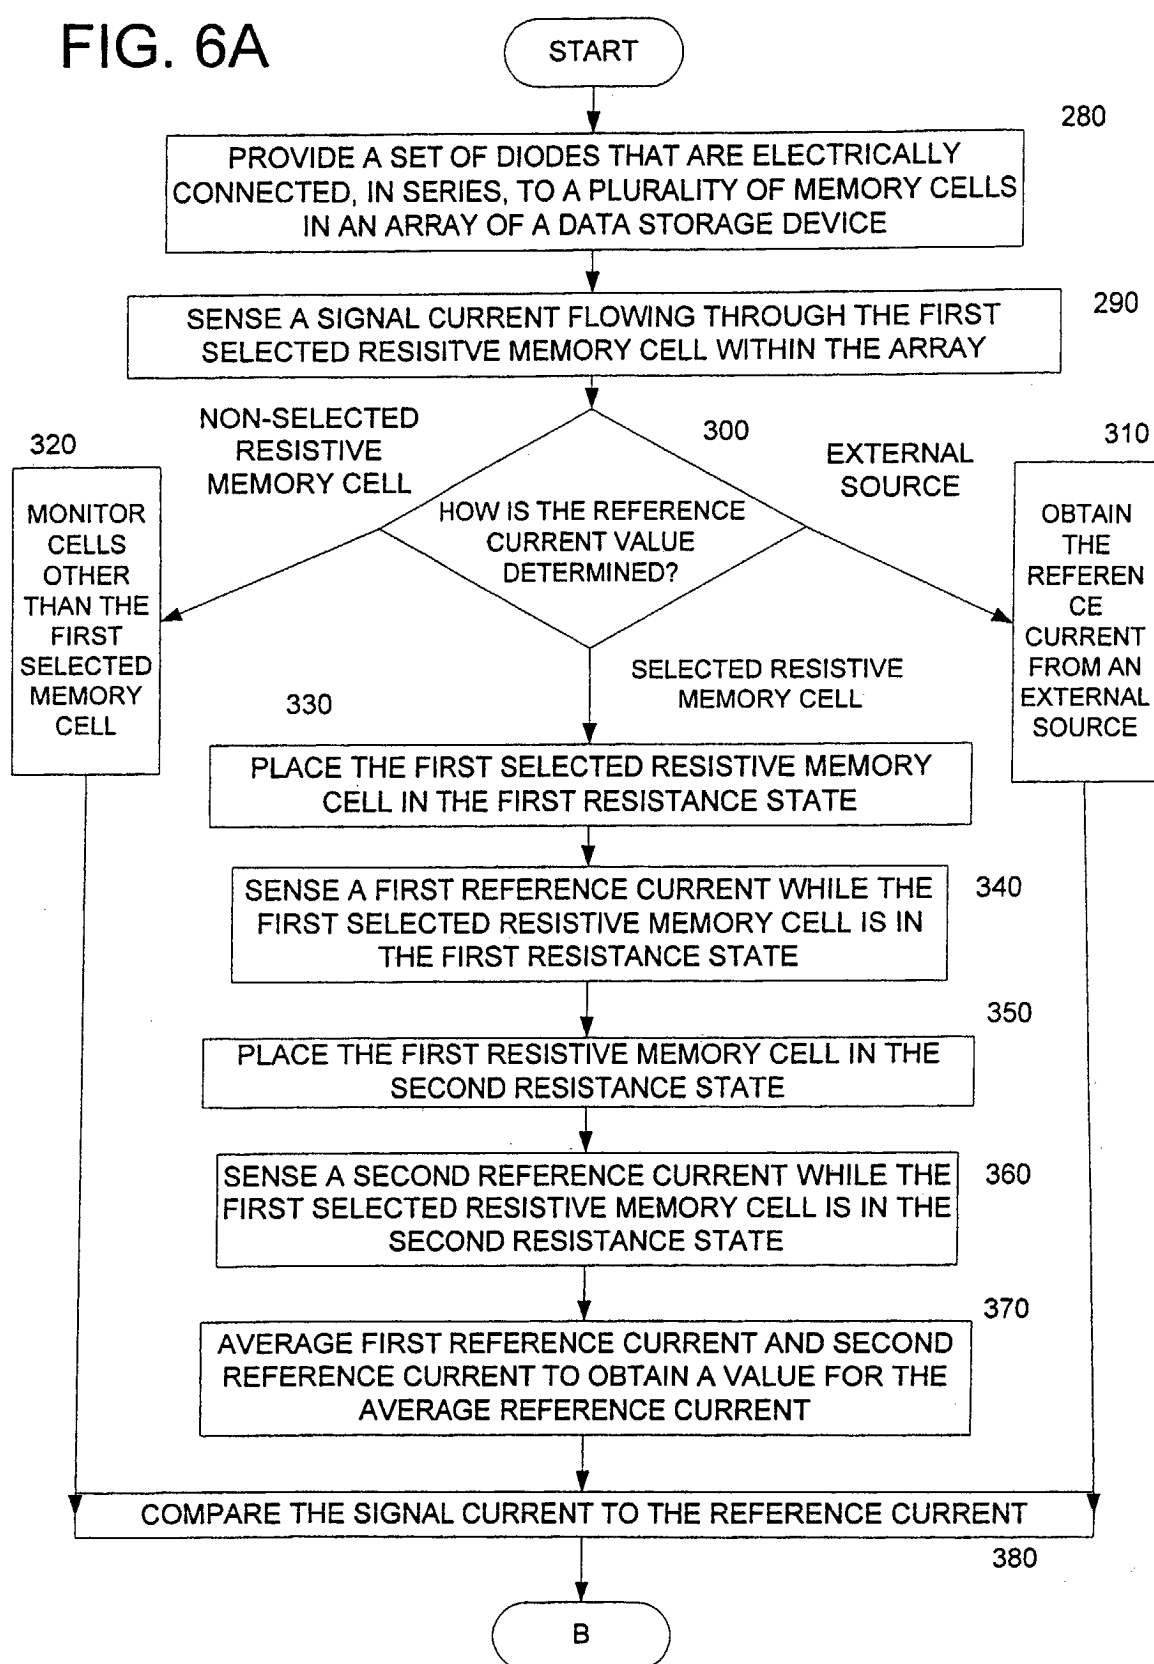 FIG. 6A
START
280
PROVIDE A SET OF DIODES THAT ARE ELECTRICALLY
CONNECTED, IN SERIES, TO A PLURALITY OF MEMORY CELLS
IN AN ARRAY OF A DATA STORAGE DEVICE
290
SENSE A SIGNAL CURRENT FLOWING THROUGH THE FIRST
SELECTED RESISITVE MEMORY CELL WITHIN THE ARRAY
300
HOW IS THE REFERENCE
CURRENT VALUE
DETERMINED?
NON-SELECTED
RESISTIVE
MEMORY CELL
320
MONITOR
CELLS
OTHER
THAN THE
FIRST
SELECTED
MEMORY
CELL
EXTERNAL
SOURCE
310
OBTAIN
THE
REFEREN
CE
CURRENT
FROM AN
EXTERNAL
SOURCE
SELECTED RESISTIVE
MEMORY CELL
330
PLACE THE FIRST SELECTED RESISTIVE MEMORY
CELL IN THE FIRST RESISTANCE STATE
340
SENSE A FIRST REFERENCE CURRENT WHILE THE
FIRST SELECTED RESISTIVE MEMORY CELL IS IN
THE FIRST RESISTANCE STATE
350
PLACE THE FIRST RESISTIVE MEMORY CELL IN THE
SECOND RESISTANCE STATE
360
SENSE A SECOND REFERENCE CURRENT WHILE THE
FIRST SELECTED RESISTIVE MEMORY CELL IS IN THE
SECOND RESISTANCE STATE
370
AVERAGE FIRST REFERENCE CURRENT AND SECOND
REFERENCE CURRENT TO OBTAIN A VALUE FOR THE
AVERAGE REFERENCE CURRENT
COMPARE THE SIGNAL CURRENT TO THE REFERENCE CURRENT
380
B